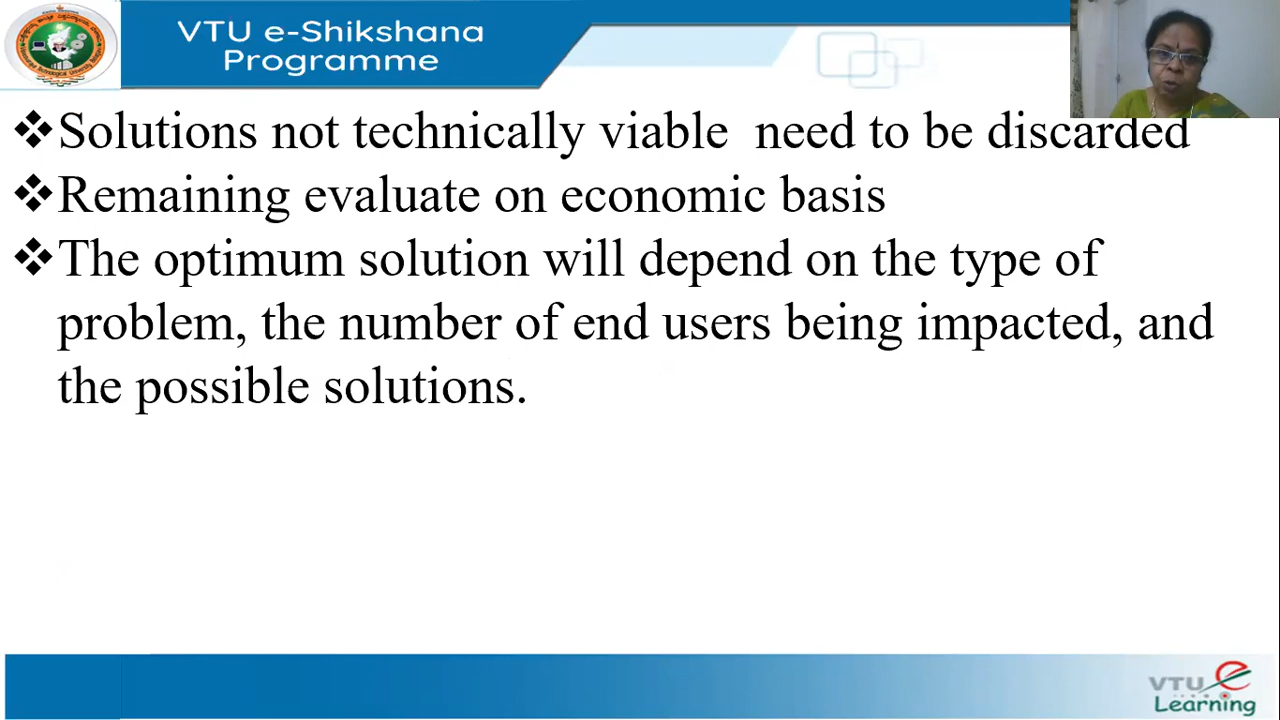 VTU e-Shikshana
Programme
❖Solutions not technically viable  need to be discarded
❖Remaining evaluate on economic basis
❖The optimum solution will depend on the type of
problem, the number of end users being impacted, and
the possible solutions.
VTU e
Learning